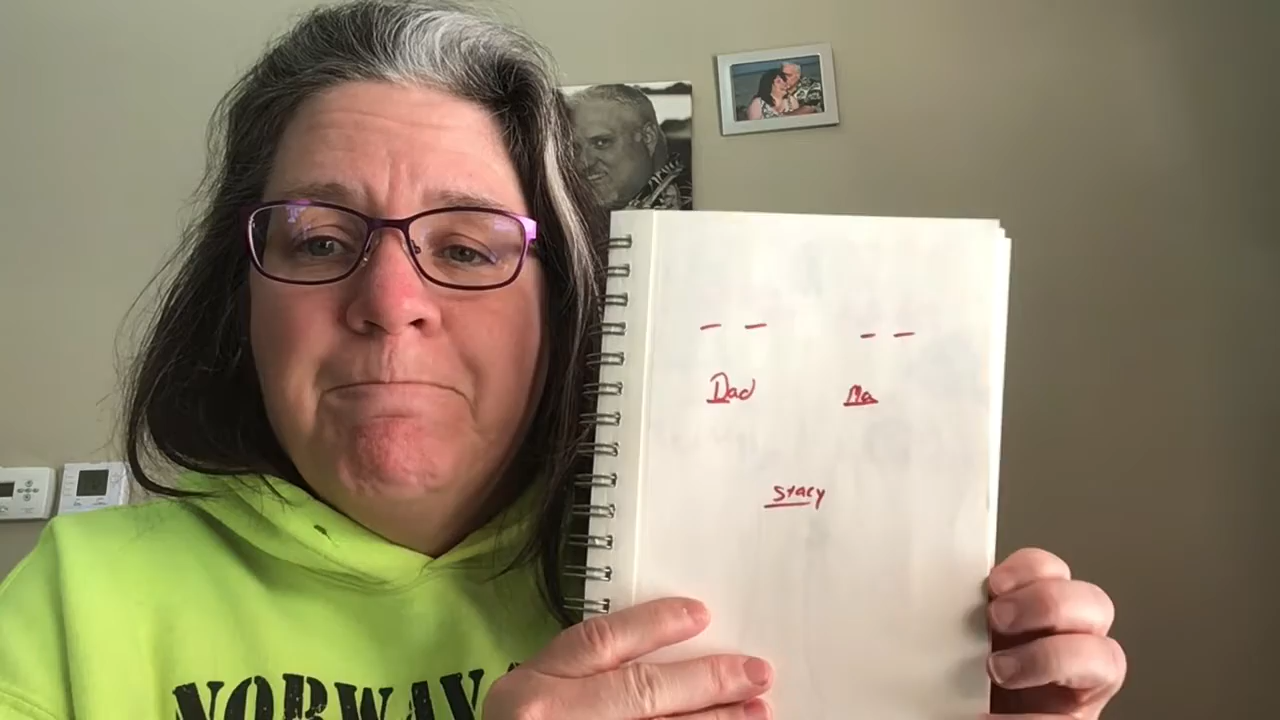 — — — —
Dad Ma
Stacy
NORWAY